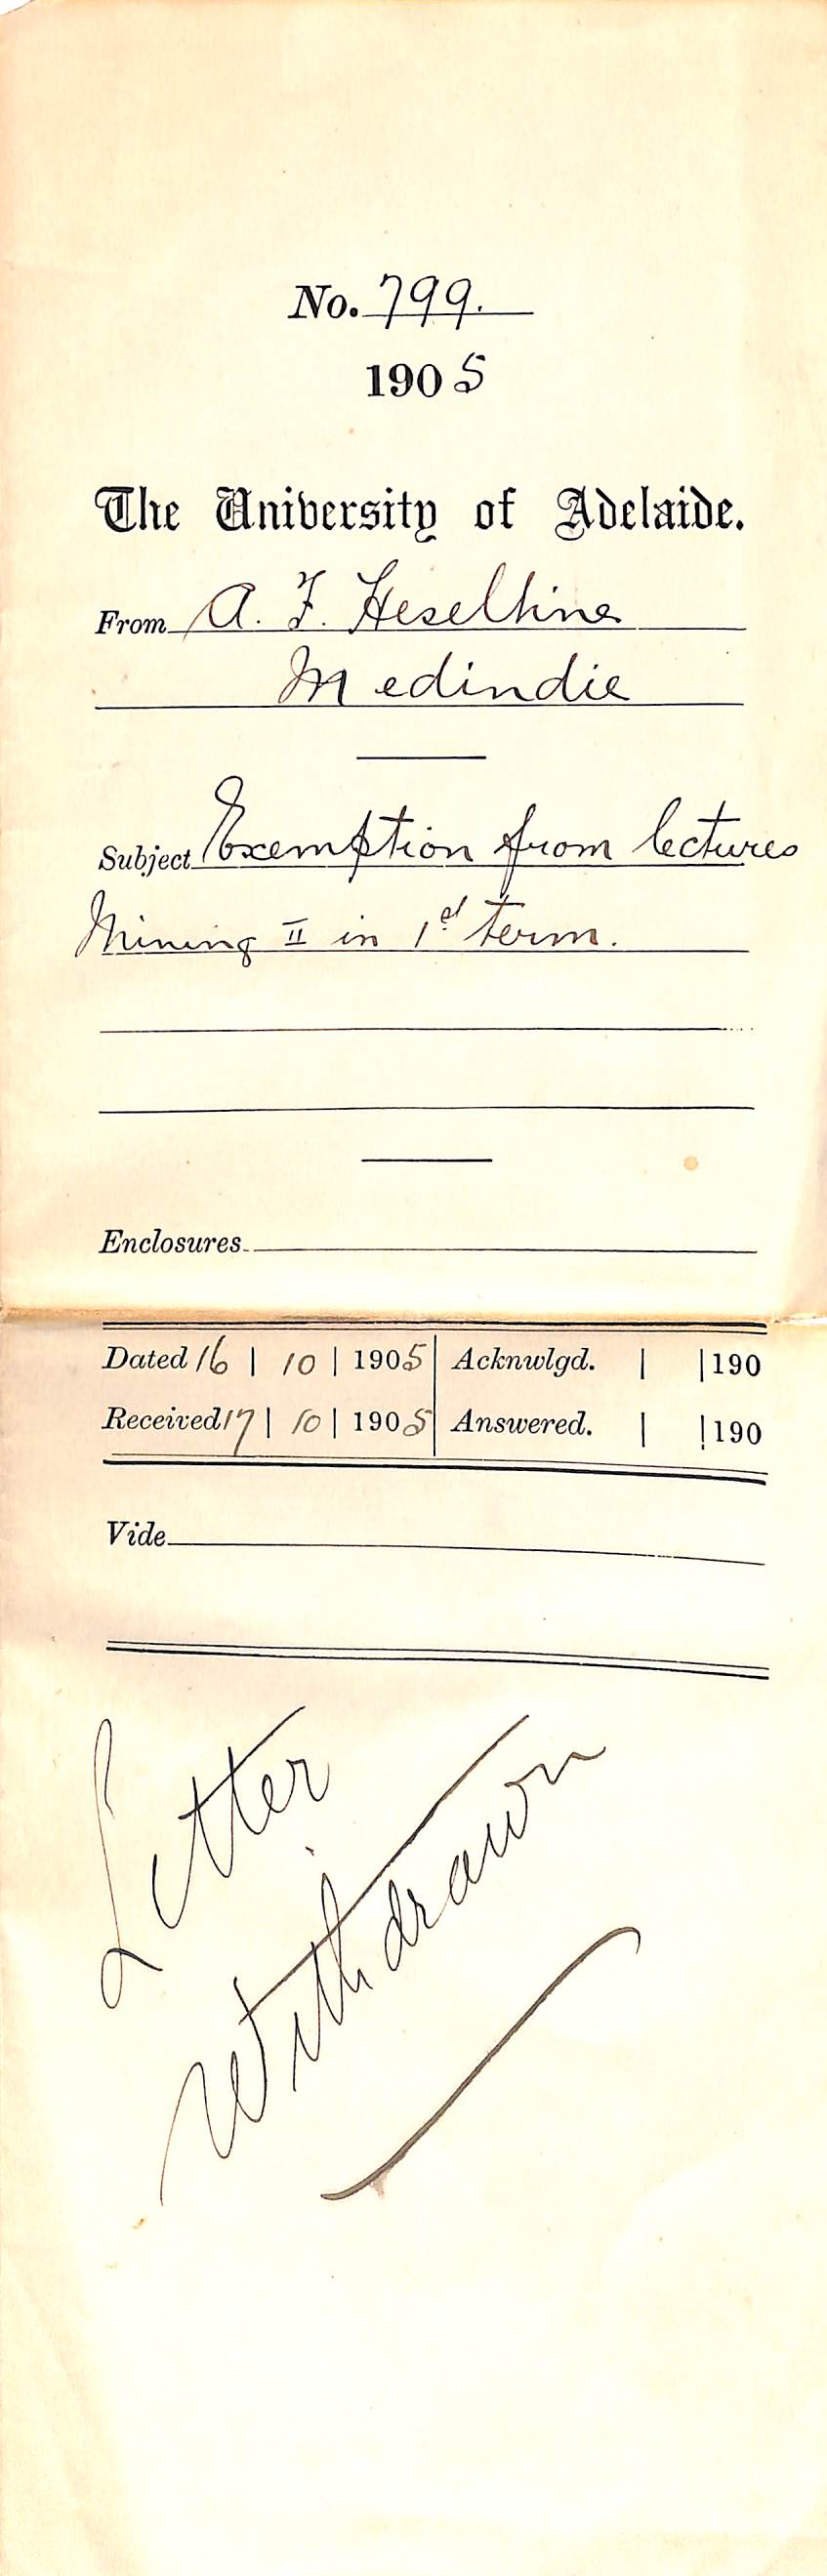 No. 799.
1905
The University of Adelaide.
From A. F. Heseltine
Medindie
Subject Exemption from lectures
Mining II in 1st term.
Enclosures
Dated 16 | 10 | 1905 Acknwlgd. | | 190
Received 17 | 10 | 1905 Answered. | | 190
Vide
Letter
Withdrawn